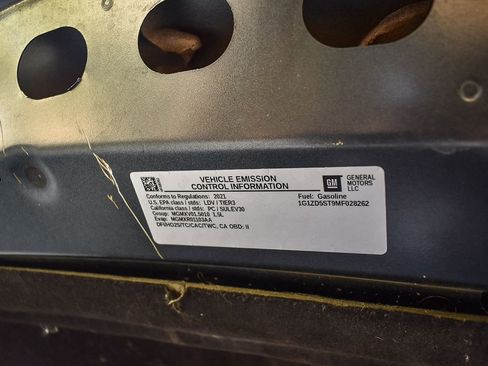 VEHICLE EMISSION
CONTROL INFORMATION
Conforms to Regulations: 2021
U.S. EPA class / stds: LDV / TIER3
California class / stds: PC / SULEV30
Group: MGMXV01.5010 1.5L
Evap: MGMXR0110JAA
DFI/HO2S/TC/CAC/TWC, CA OBD: II
gm
GENERAL
MOTORS
LLC
Fuel: Gasoline
1G1ZD5ST9MF028262